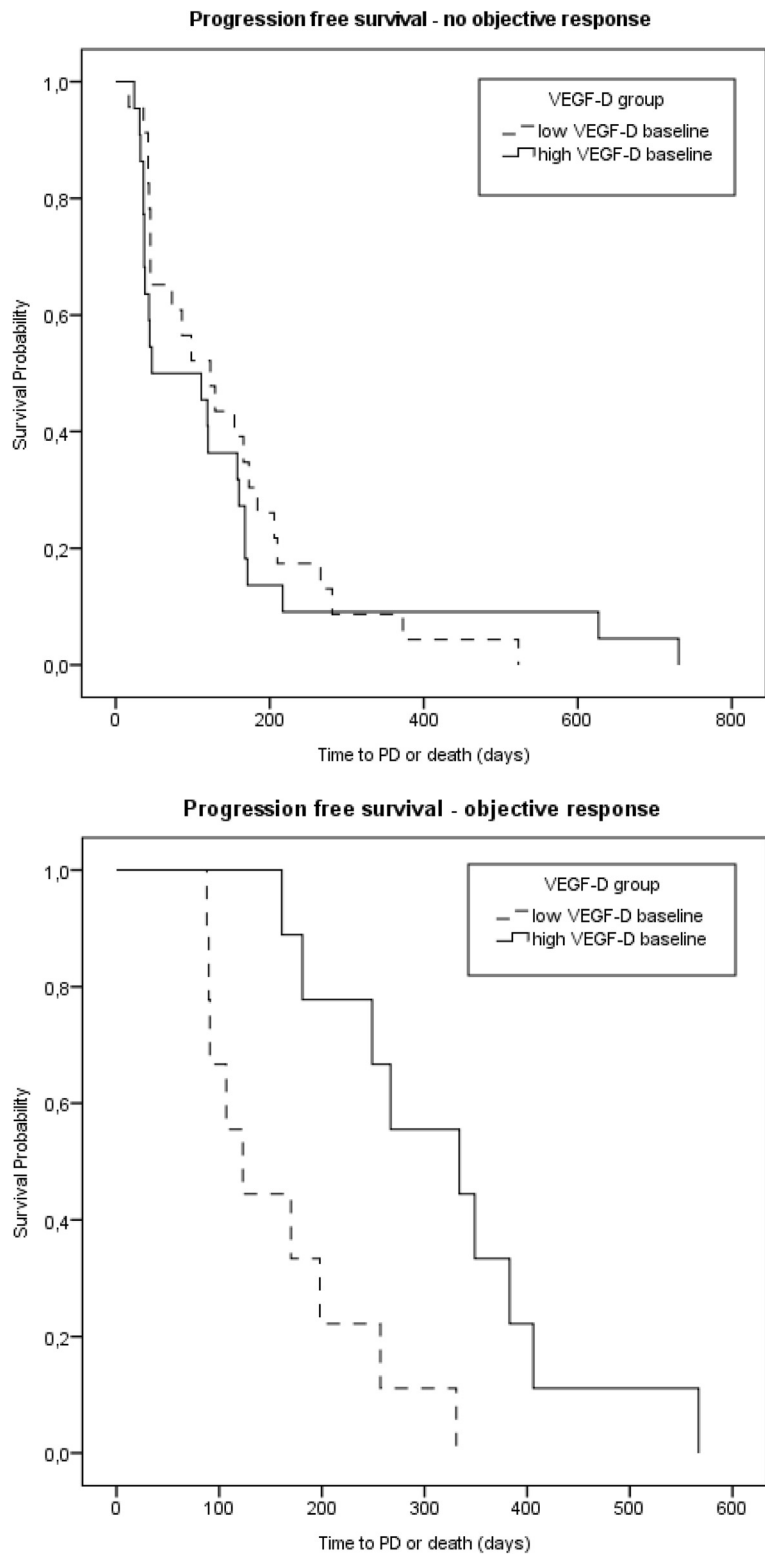 Progression free survival - no objective response
VEGF-D group
low VEGF-D baseline
high VEGF-D baseline
1,0
0,8
0,6
0,4
0,2
0,0
Survival Probability
0 200 400 600 800
Time to PD or death (days)
Progression free survival - objective response
VEGF-D group
low VEGF-D baseline
high VEGF-D baseline
1,0
0,8
0,6
0,4
0,2
0,0
Survival Probability
0 100 200 300 400 500 600
Time to PD or death (days)